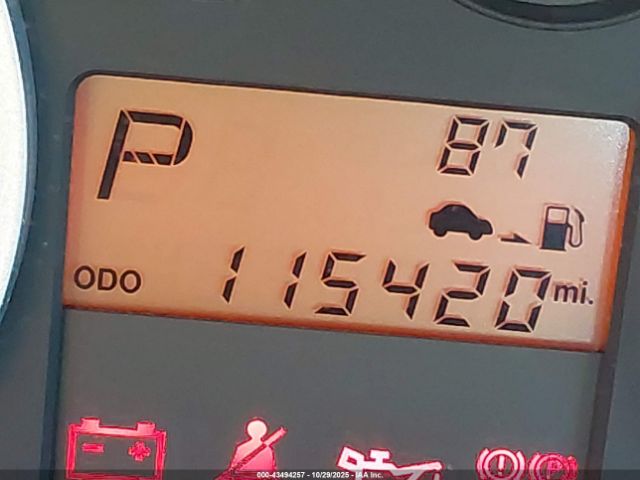 P 87
ODO 115420 mi.
(!) (P)
000-43494257 - 10/29/2025 - IAA Inc.